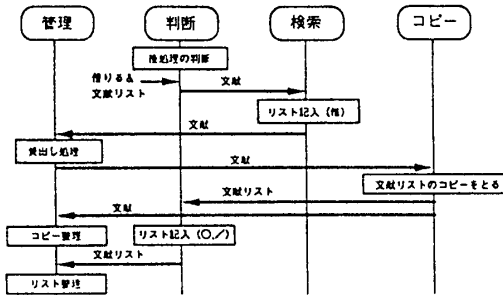 管理
判断
検索
コピー
後処理の判断
借りる&
文献リスト
文献
リスト記入（借）
文献
貸出し処理
文献
文献リストのコピーをとる
文献リスト
文献
コピー管理
リスト記入（○,／）
文献リスト
リスト管理